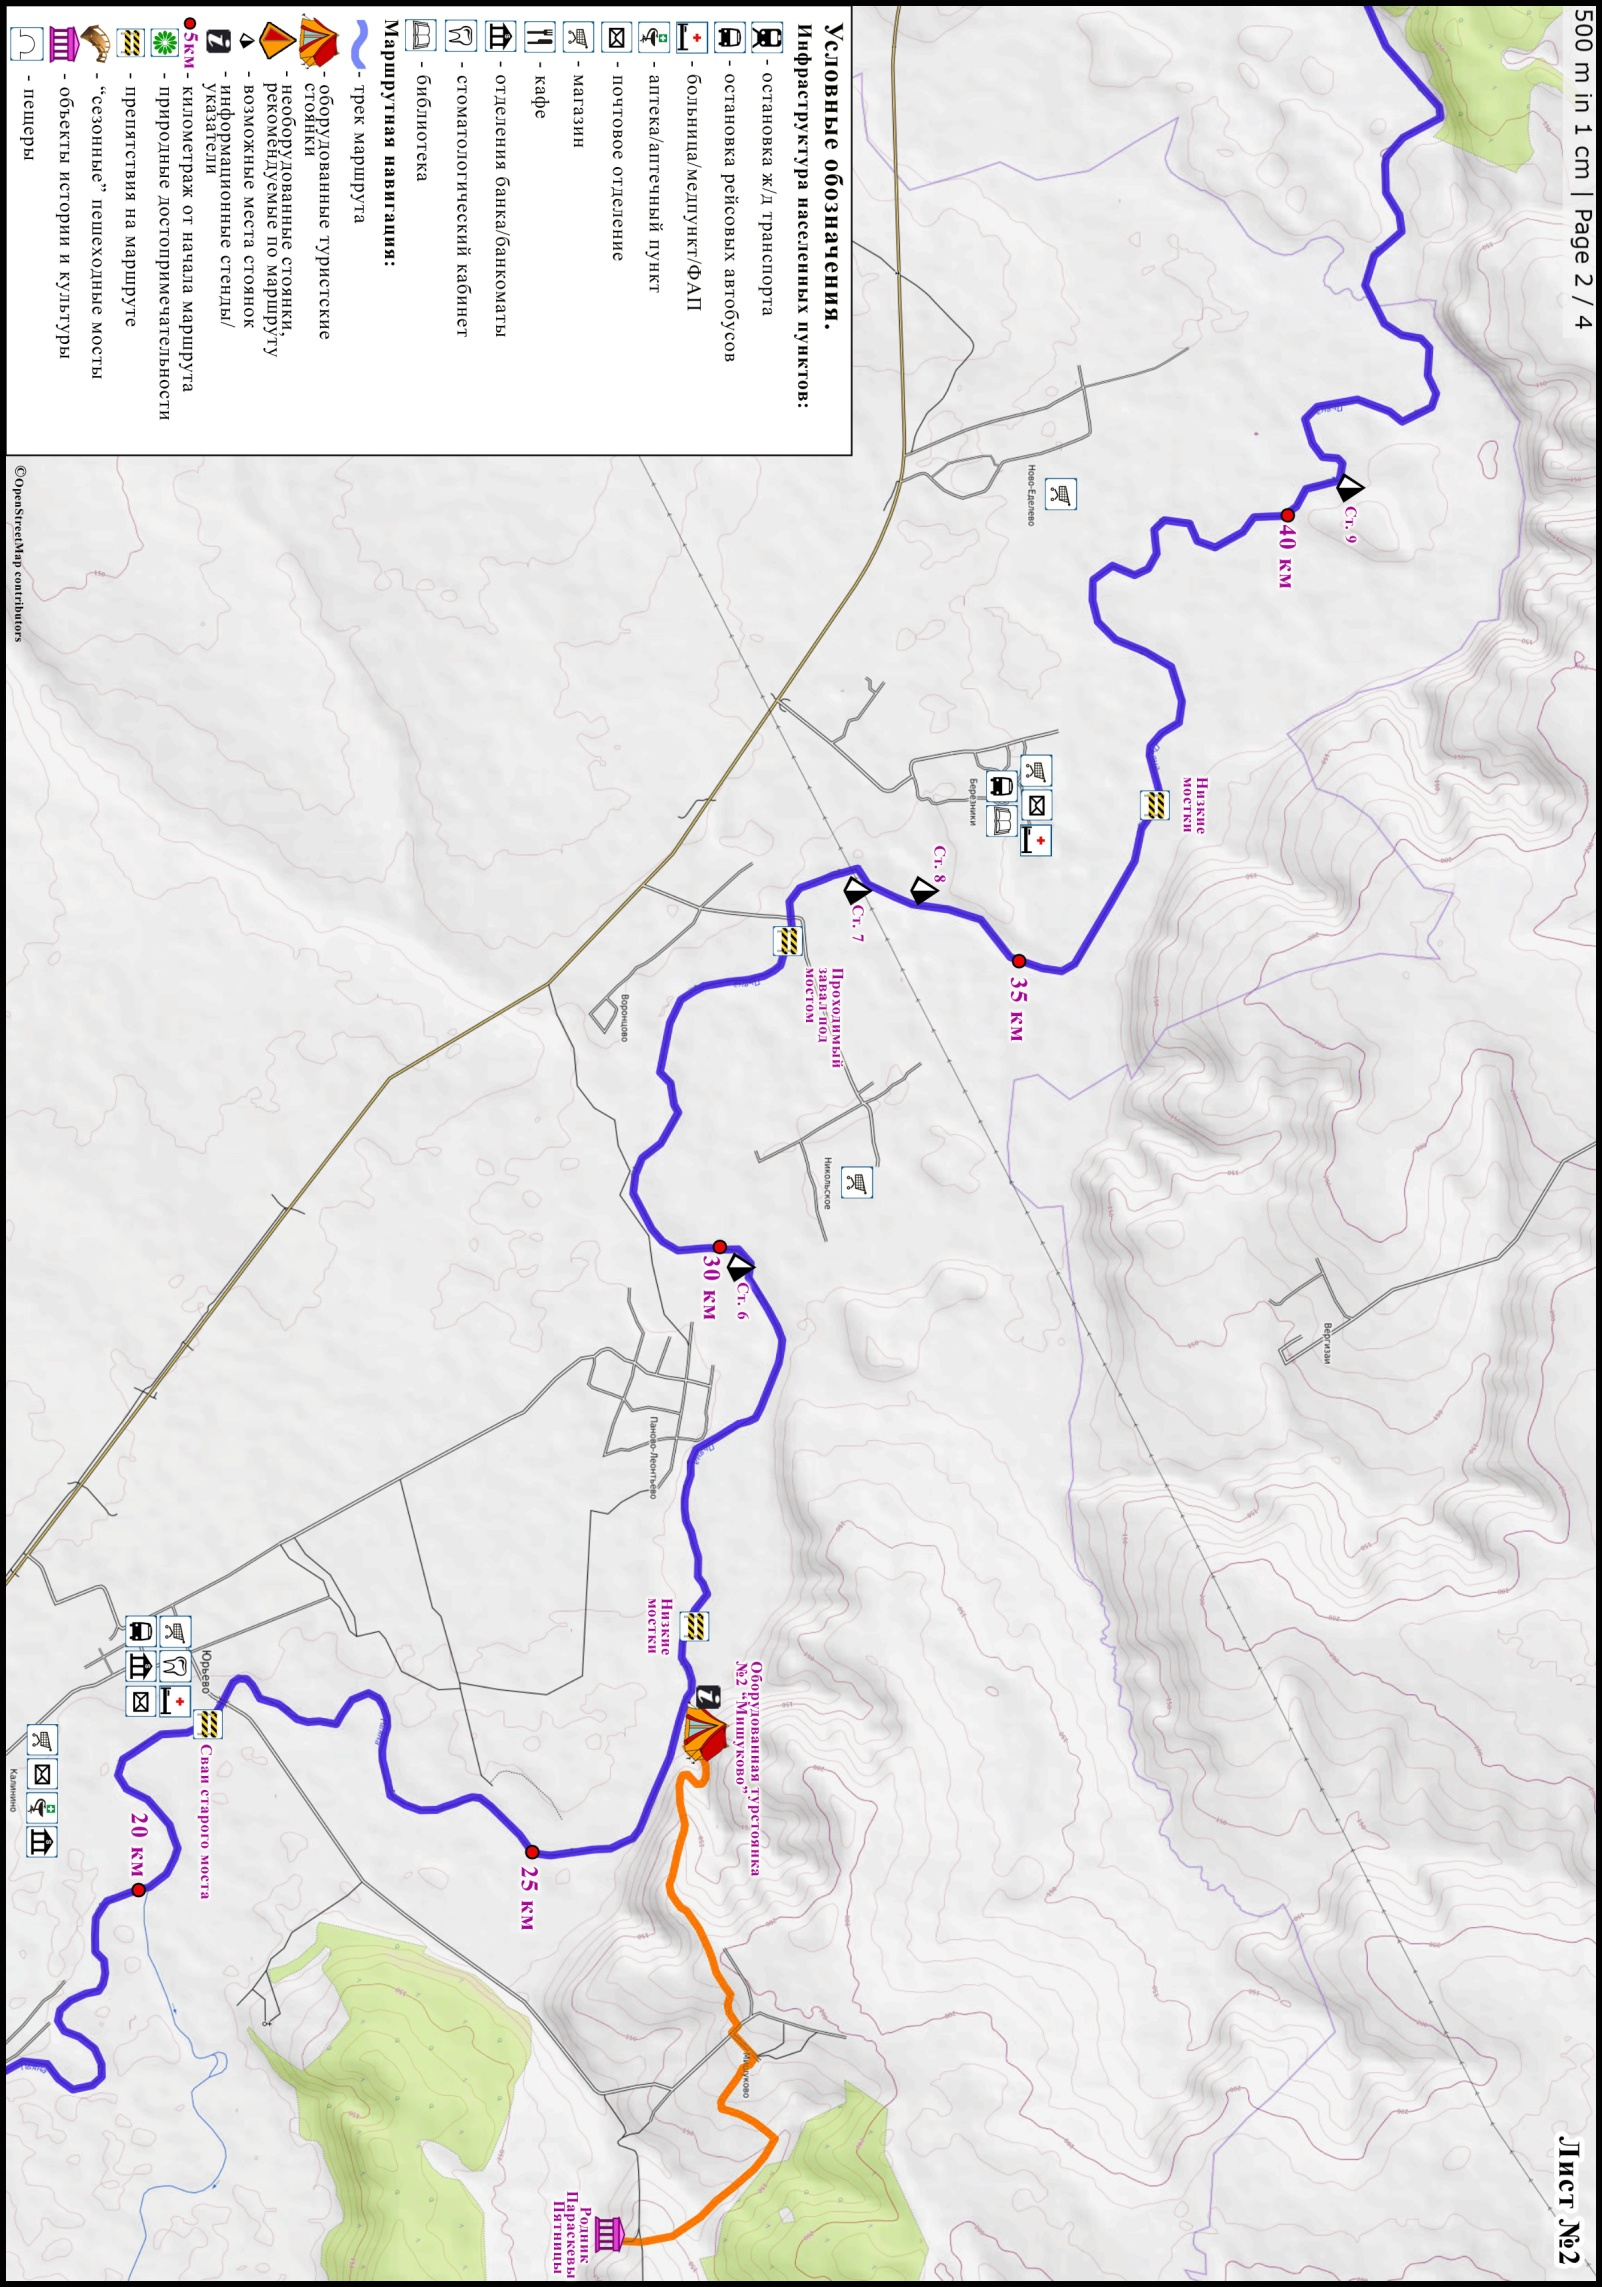 500 m in 1 cm | Page 2 / 4
Лист №2
Условные обозначения.
Инфраструктура населенных пунктов:
- остановка ж/д транспорта
- остановка рейсовых автобусов
- больница/медпункт/ФАП
- аптека/аптечный пункт
- почтовое отделение
- магазин
- кафе
- отделения банка/банкоматы
- стоматологический кабинет
- библиотека
Маршрутная навигация:
- трек маршрута
- оборудованные туристские
стоянки
- необорудованные стоянки,
рекомендуемые по маршруту
- возможные места стоянок
- информационные стенды/
указатели
5км - километраж от начала маршрута
- природные достопримечательности
- препятствия на маршруте
- “сезонные” пешеходные мосты
- объекты истории и культуры
- пещеры
©OpenStreetMap contributors
Ст. 9
40 км
Ново-Еделево
Низкие
мостки
Березники
Ст. 8
Ст. 7
35 км
Проходимый
завал под
мостом
Воронцово
Никольское
Вергизаи
30 км
Ст. 6
Паново-Леонтьево
Пьяна
Низкие
мостки
Оборудованная турстоянка
№2 “Мишуково”
Юрьево
Сваи старого моста
Калинино
20 км
25 км
Мишуково
Родник
Параскевы
Пятницы